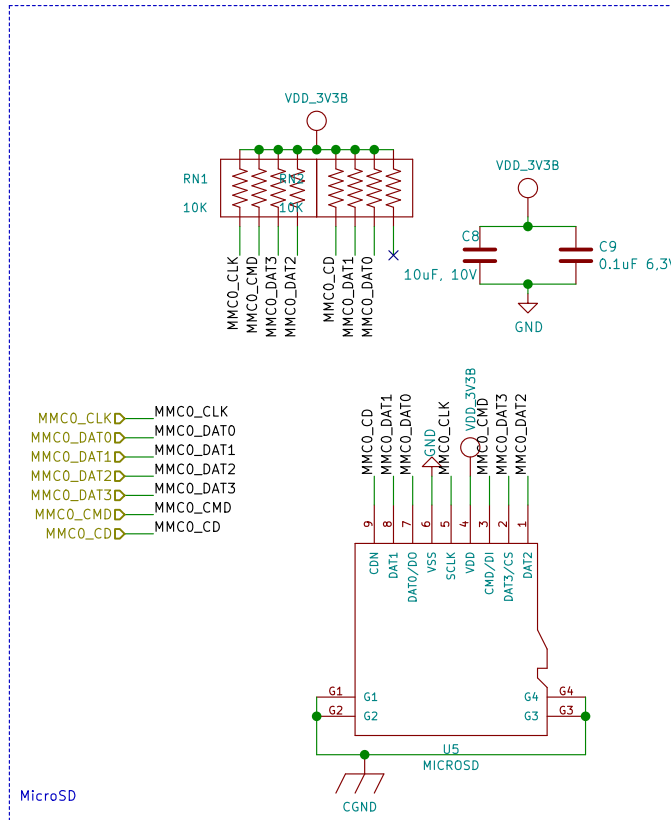 VDD_3V3B
RN1
RN2
10K
10K
MMC0_CLK
MMC0_CMD
MMC0_DAT3
MMC0_DAT2
MMC0_CD
MMC0_DAT1
MMC0_DAT0
VDD_3V3B
C8
10uF, 10V
C9
0.1uF 6,3V
GND
MMC0_CLK MMC0_CLK
MMC0_DAT0 MMC0_DAT0
MMC0_DAT1 MMC0_DAT1
MMC0_DAT2 MMC0_DAT2
MMC0_DAT3 MMC0_DAT3
MMC0_CMD MMC0_CMD
MMC0_CD MMC0_CD
MMC0_CD
MMC0_DAT1
MMC0_DAT0
GND
MMC0_CLK
VDD_3V3B
MMC0_CMD
MMC0_DAT3
MMC0_DAT2
9 8 7 6 5 4 3 2 1
CDN
DAT1
DAT0/DO
VSS
SCLK
VDD
CMD/DI
DAT3/CS
DAT2
G1 G1
G2 G2
G4 G4
G3 G3
U5
MICROSD
CGND
MicroSD